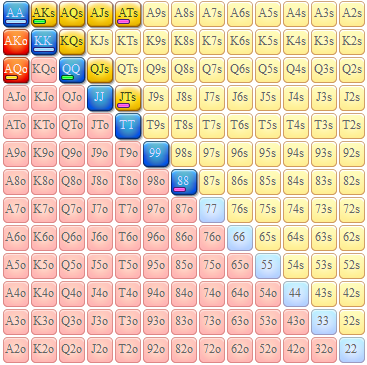 AA AKs AQs AJs ATs A9s A8s A7s A6s A5s A4s A3s A2s
AKo KK KQs KJs KTs K9s K8s K7s K6s K5s K4s K3s K2s
AQo KQo QQ QJs QTs Q9s Q8s Q7s Q6s Q5s Q4s Q3s Q2s
AJo KJo QJo JJ JTs J9s J8s J7s J6s J5s J4s J3s J2s
ATo KTo QTo JTo TT T9s T8s T7s T6s T5s T4s T3s T2s
A9o K9o Q9o J9o T9o 99 98s 97s 96s 95s 94s 93s 92s
A8o K8o Q8o J8o T8o 98o 88 87s 86s 85s 84s 83s 82s
A7o K7o Q7o J7o T7o 97o 87o 77 76s 75s 74s 73s 72s
A6o K6o Q6o J6o T6o 96o 86o 76o 66 65s 64s 63s 62s
A5o K5o Q5o J5o T5o 95o 85o 75o 65o 55 54s 53s 52s
A4o K4o Q4o J4o T4o 94o 84o 74o 64o 54o 44 43s 42s
A3o K3o Q3o J3o T3o 93o 83o 73o 63o 53o 43o 33 32s
A2o K2o Q2o J2o T2o 92o 82o 72o 62o 52o 42o 32o 22